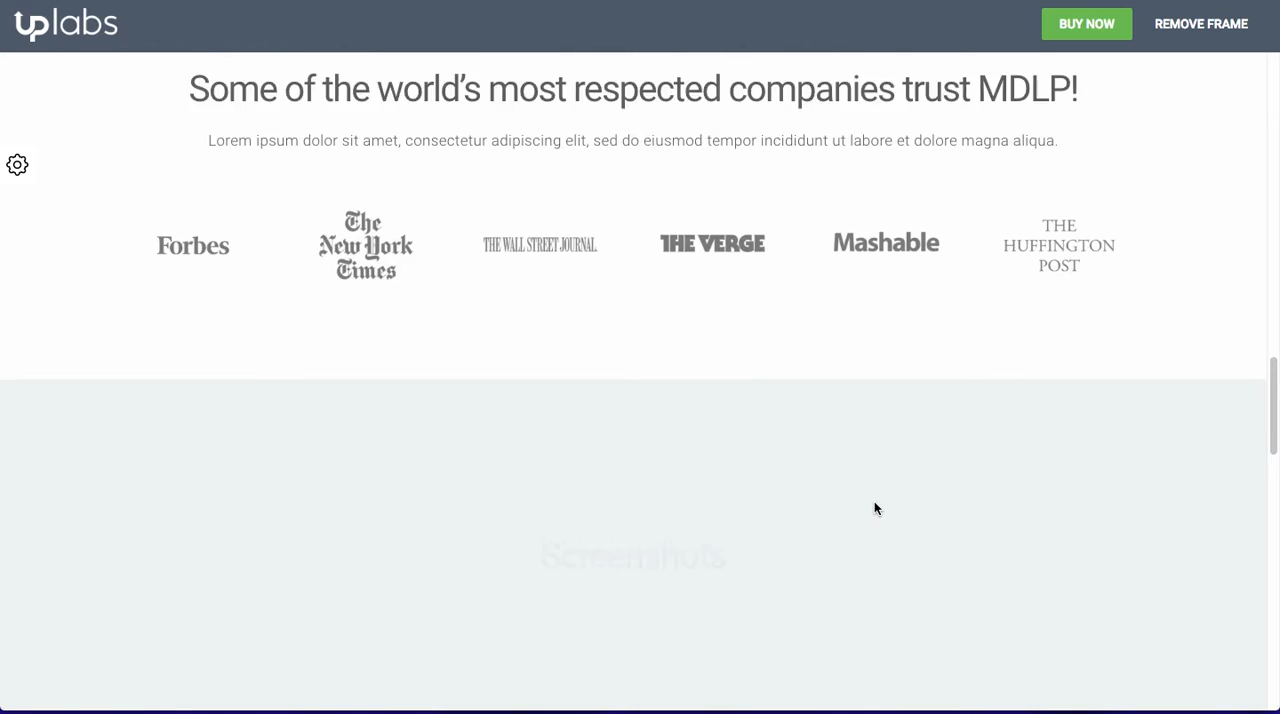 uplabs
BUY NOW
REMOVE FRAME
Some of the world's most respected companies trust MDLP!
Lorem ipsum dolor sit amet, consectetur adipiscing elit, sed do eiusmod tempor incididunt ut labore et dolore magna aliqua.
Forbes
The
New York
Times
THE WALL STREET JOURNAL.
THE VERGE
Mashable
THE
HUFFINGTON
POST
Screenshots